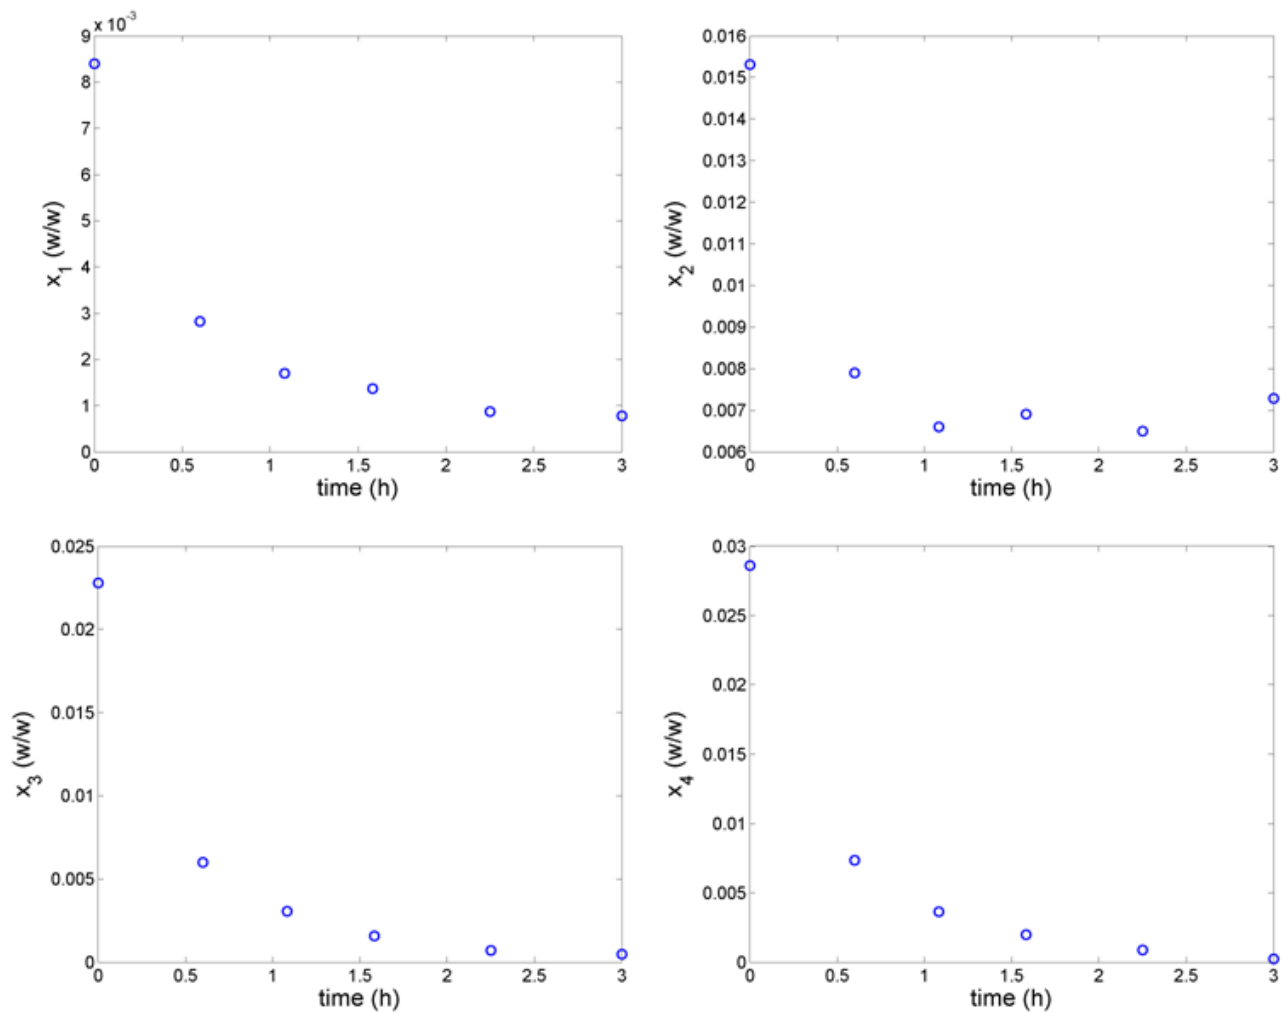 x 10⁻³
9
8
7
6
5
4
3
2
1
0
x₁ (w/w)
0 0.5 1 1.5 2 2.5 3
time (h)
0.016
0.015
0.014
0.013
0.012
0.011
0.01
0.009
0.008
0.007
0.006
x₂ (w/w)
0 0.5 1 1.5 2 2.5 3
time (h)
0.025
0.02
0.015
0.01
0.005
0
x₃ (w/w)
0 0.5 1 1.5 2 2.5 3
time (h)
0.03
0.025
0.02
0.015
0.01
0.005
0
x₄ (w/w)
0 0.5 1 1.5 2 2.5 3
time (h)